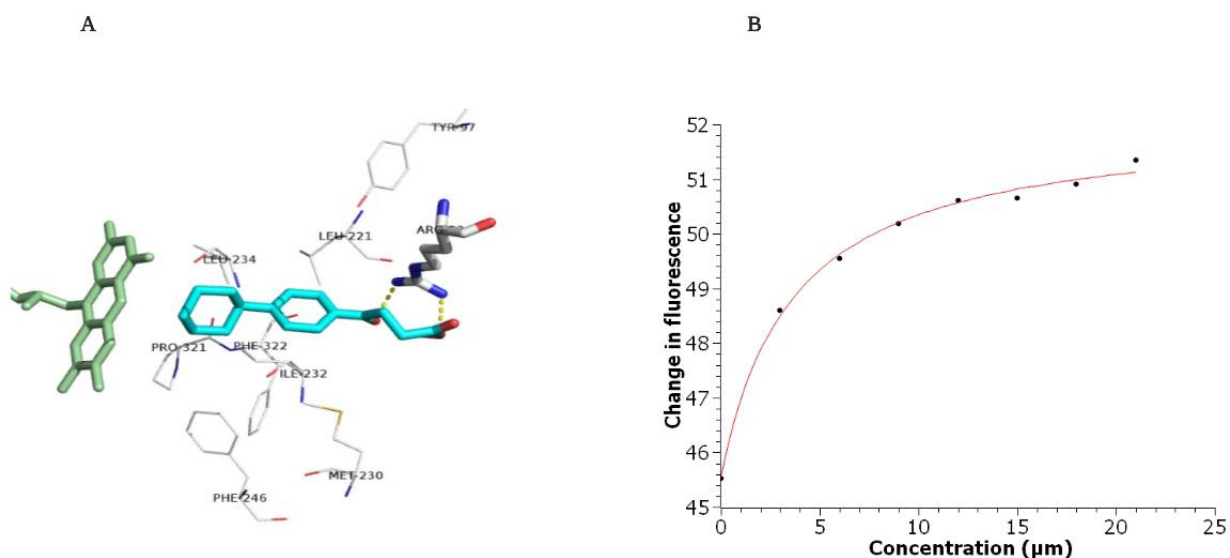 A
B
TYR-97
LEU-221
LEU-234
PRO-321
PHE-322
ILE-232
MET-230
PHE-246
52
51
50
49
48
47
46
45
Change in fluorescence
0 5 10 15 20 25
Concentration (µm)